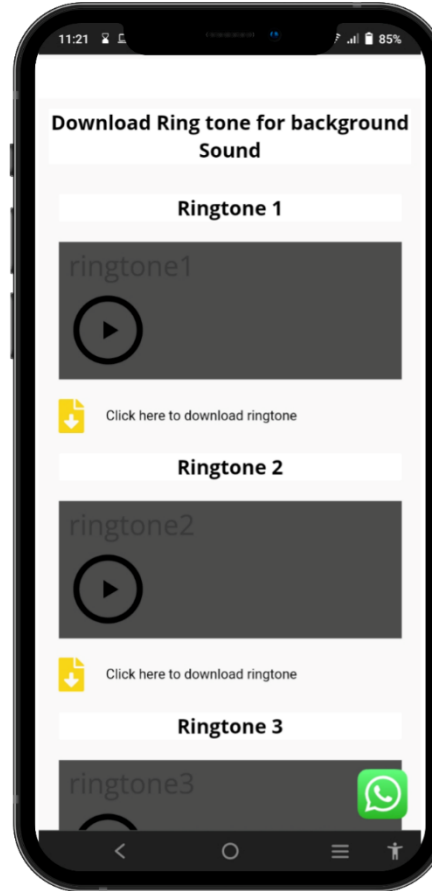 11:21
85%
Download Ring tone for background
Sound
Ringtone 1
ringtone1
Click here to download ringtone
Ringtone 2
ringtone2
Click here to download ringtone
Ringtone 3
ringtone3